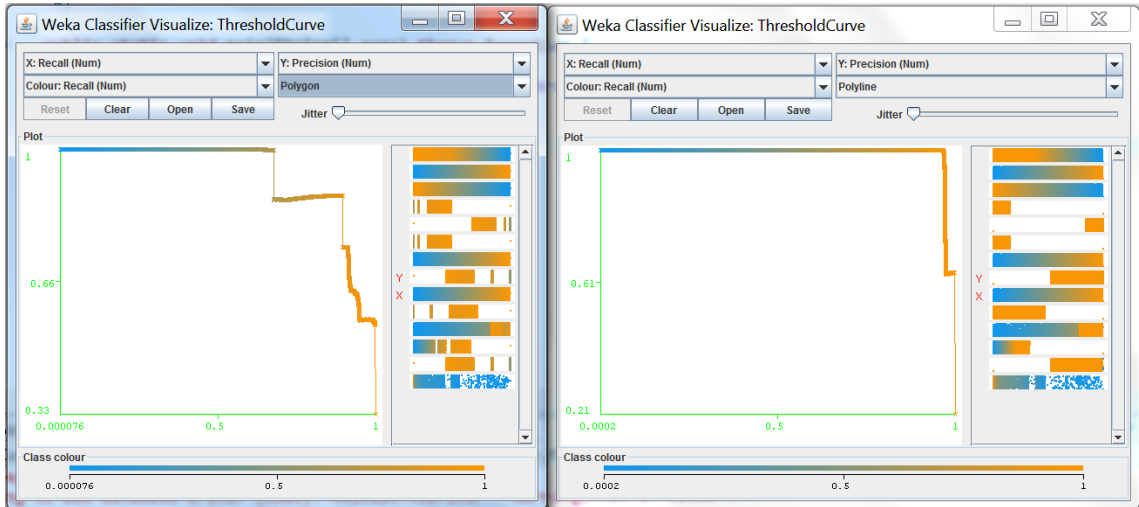 Weka Classifier Visualize: ThresholdCurve
X: Recall (Num)
Y: Precision (Num)
Colour: Recall (Num)
Polygon
Reset
Clear
Open
Save
Jitter
Plot
1
0.66
0.33
0.000076
0.5
1
Y
X
Class colour
0.000076
0.5
1
Weka Classifier Visualize: ThresholdCurve
X: Recall (Num)
Y: Precision (Num)
Colour: Recall (Num)
Polyline
Reset
Clear
Open
Save
Jitter
Plot
1
0.61
0.21
0.0002
0.5
1
Y
X
Class colour
0.0002
0.5
1